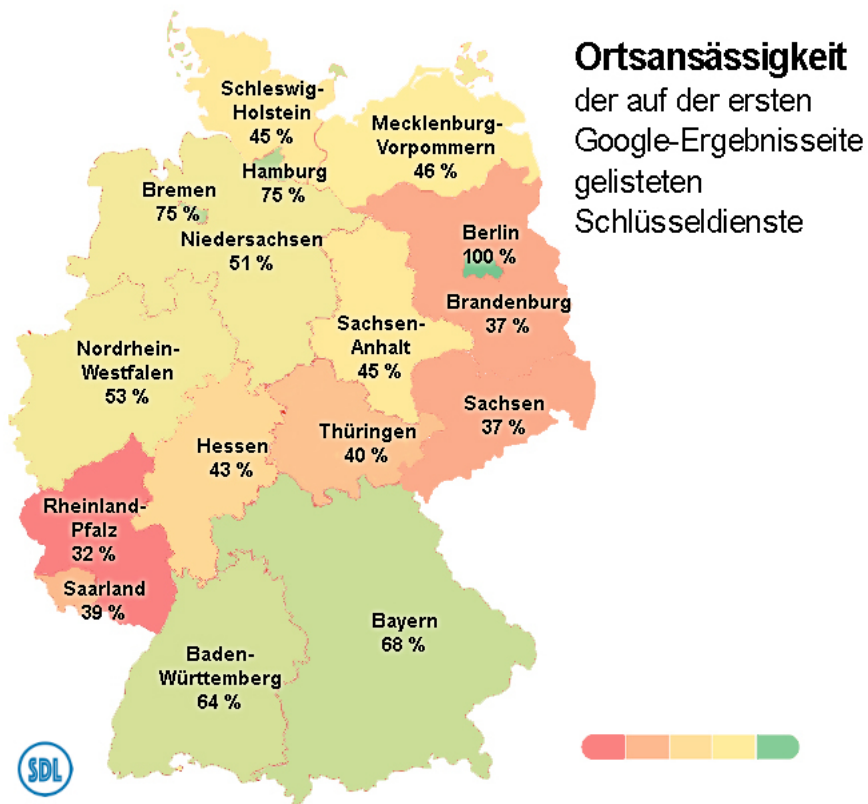 Ortsansässigkeit
der auf der ersten
Google-Ergebnisseite
gelisteten
Schlüsseldienste
Schleswig-
Holstein
45 %
Mecklenburg-
Vorpommern
46 %
Hamburg
75 %
Bremen
75 %
Niedersachsen
51 %
Berlin
100 %
Brandenburg
37 %
Sachsen-
Anhalt
45 %
Nordrhein-
Westfalen
53 %
Sachsen
37 %
Thüringen
40 %
Hessen
43 %
Rheinland-
Pfalz
32 %
Saarland
39 %
Bayern
68 %
Baden-
Württemberg
64 %
SDL